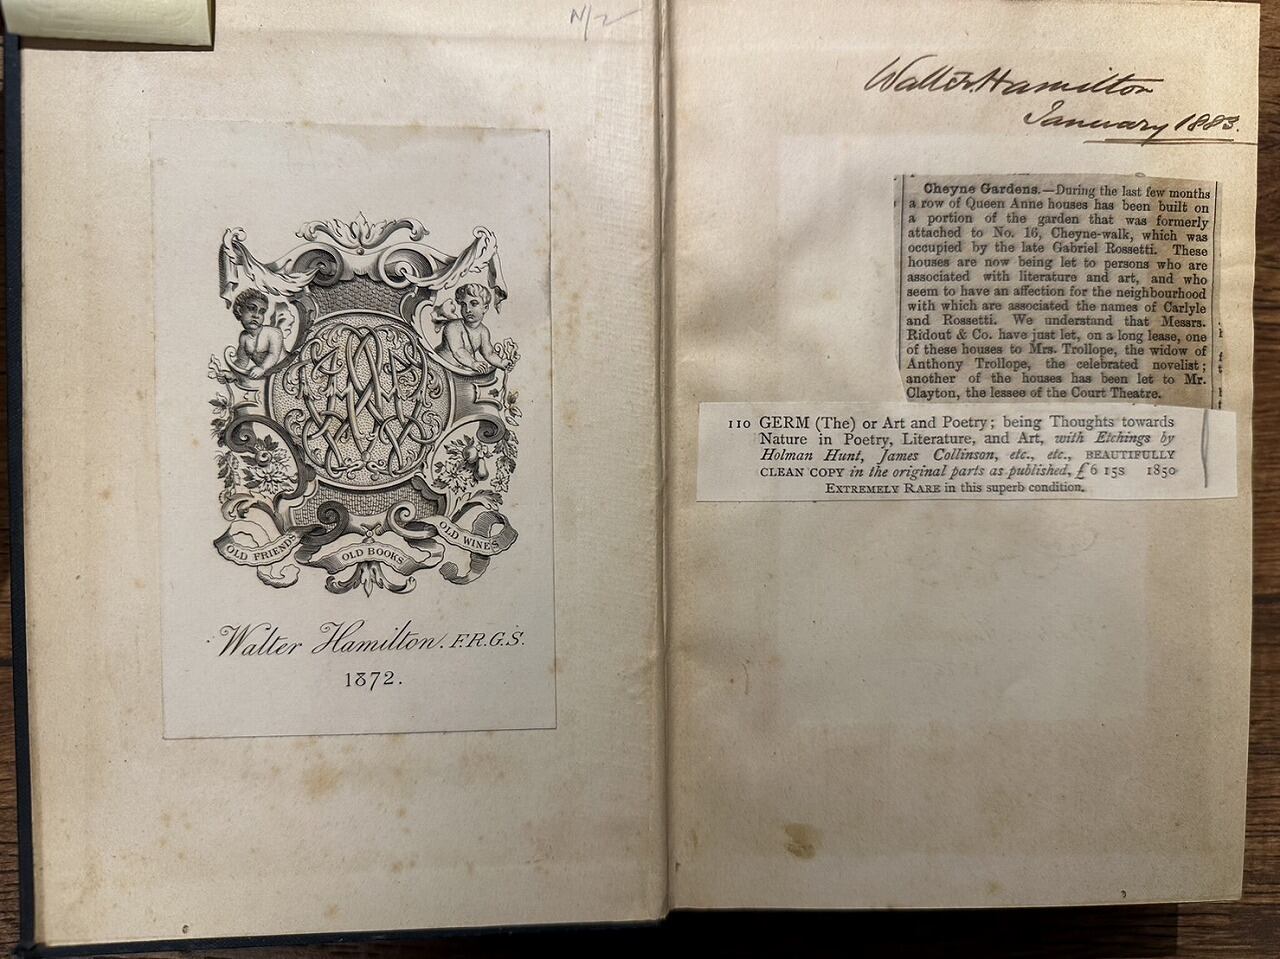 OLD FRIENDS
OLD BOOKS
OLD WINES
Walter Hamilton. F.R.G.S.
1872.
Walter Hamilton
January 1883.
Cheyne Gardens.—During the last few months
a row of Queen Anne houses has been built on
a portion of the garden that was formerly
attached to No. 16, Cheyne-walk, which was
occupied by the late Gabriel Rossetti. These
houses are now being let to persons who are
associated with literature and art, and who
seem to have an affection for the neighbourhood
with which are associated the names of Carlyle
and Rossetti. We understand that Messrs.
Ridout & Co. have just let, on a long lease, one
of these houses to Mrs. Trollope, the widow of
Anthony Trollope, the celebrated novelist;
another of the houses has been let to Mr.
Clayton, the lessee of the Court Theatre.
110 GERM (The) or Art and Poetry; being Thoughts towards
Nature in Poetry, Literature, and Art, with Etchings by
Holman Hunt, James Collinson, etc., etc., BEAUTIFULLY
CLEAN COPY in the original parts as published, £6 15s 1850
EXTREMELY RARE in this superb condition.